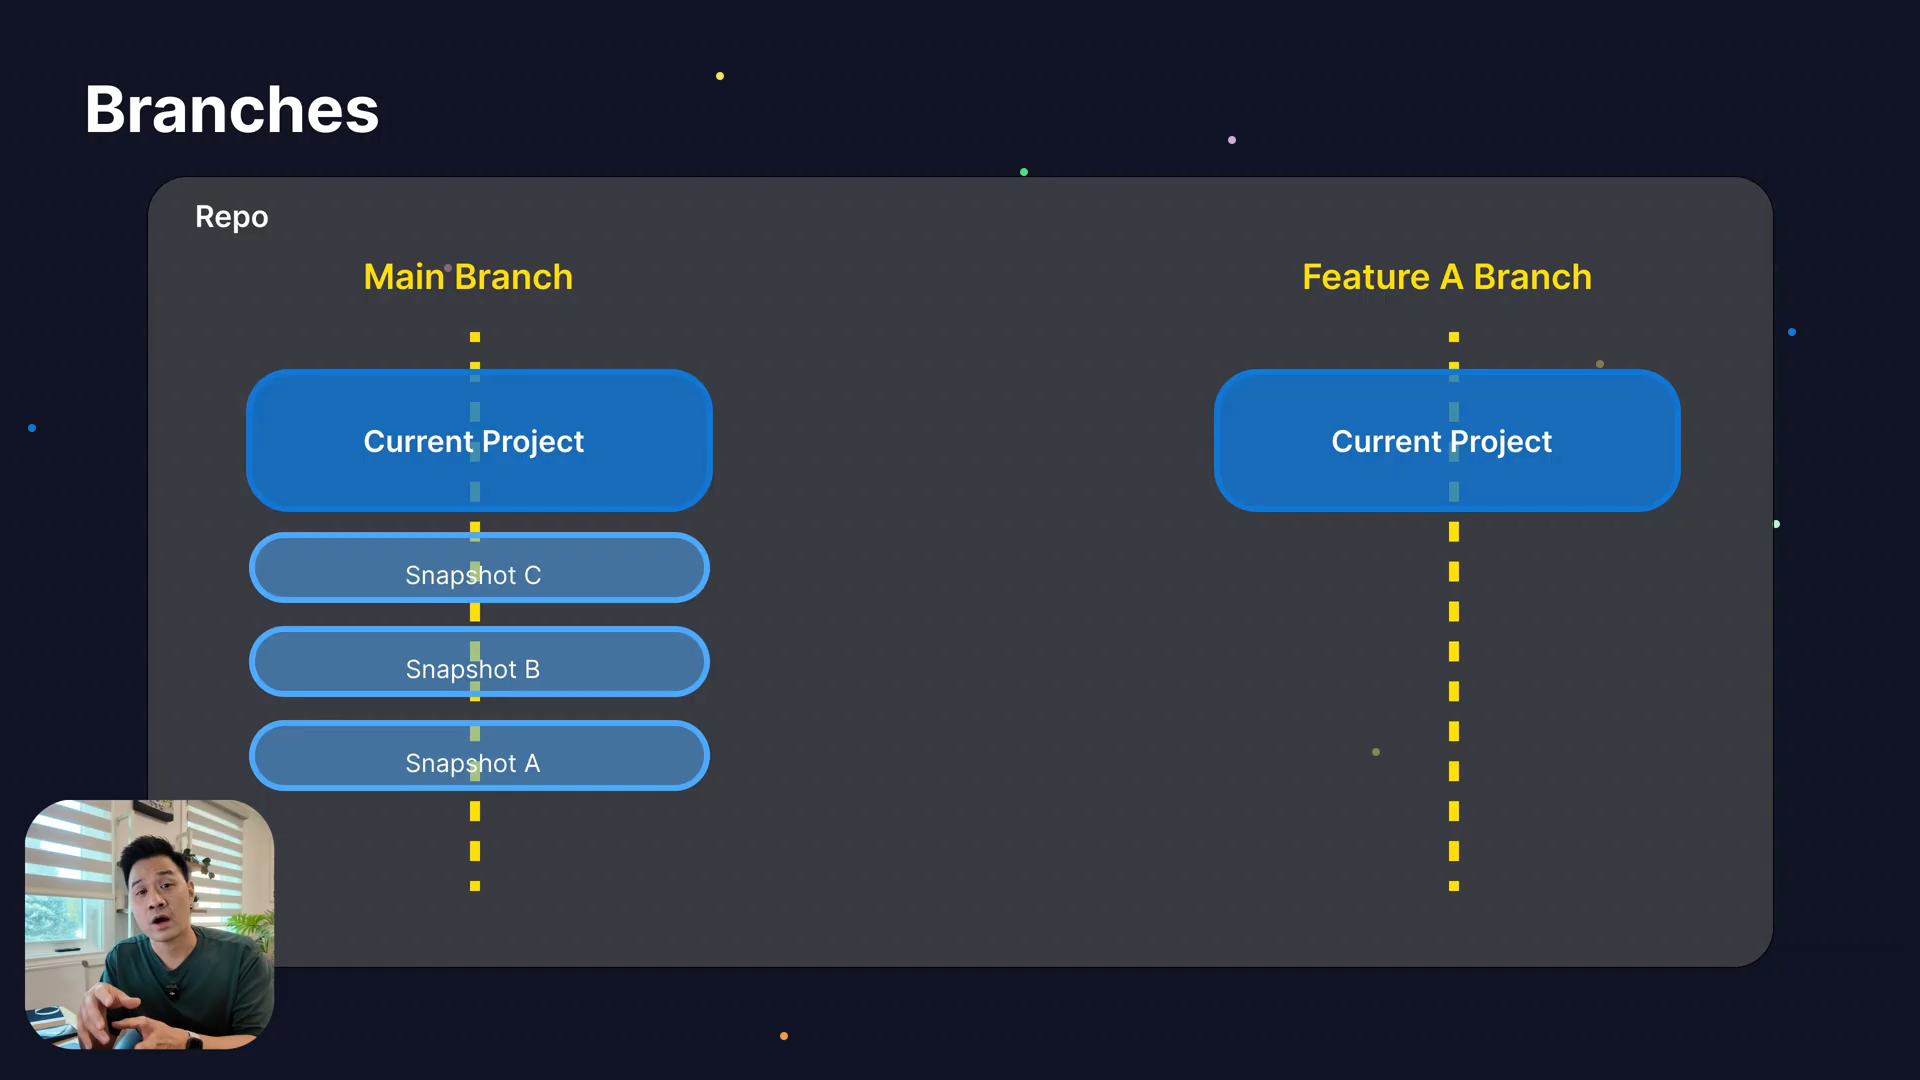 Branches
Repo
Main Branch
Feature A Branch
Current Project
Current Project
Snapshot C
Snapshot B
Snapshot A